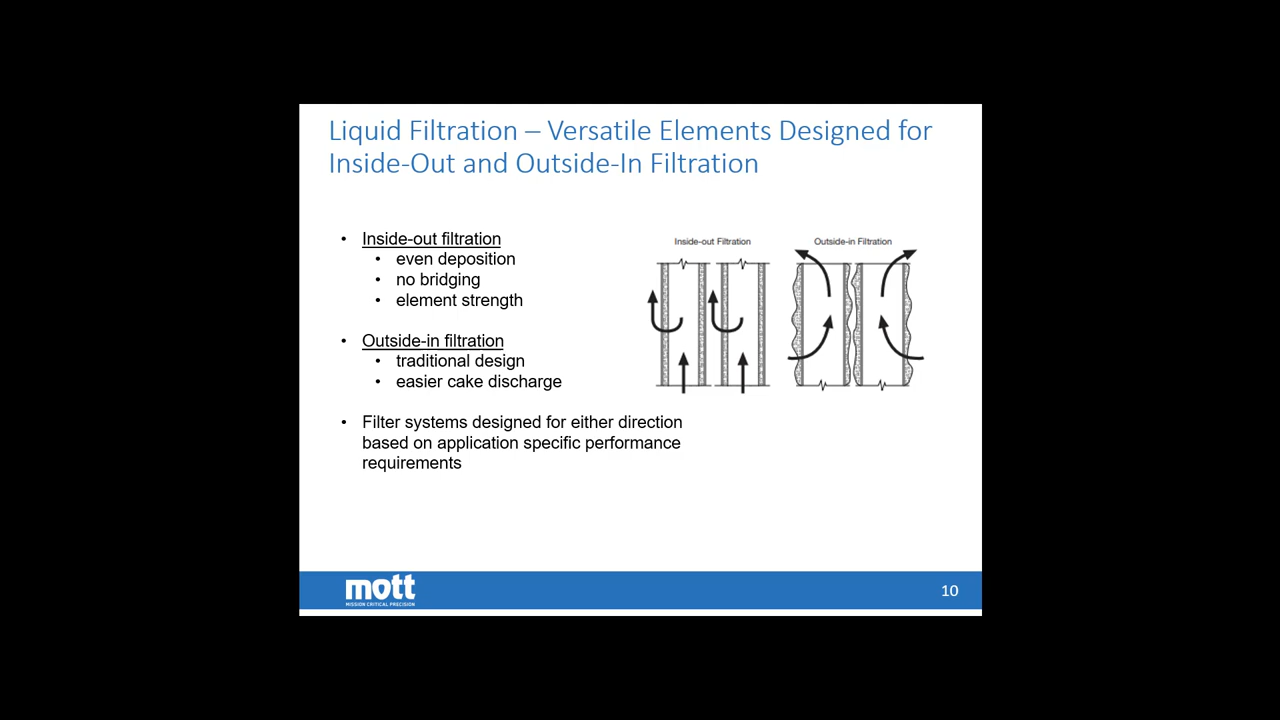 Liquid Filtration – Versatile Elements Designed for
Inside-Out and Outside-In Filtration
• Inside-out filtration
• even deposition
• no bridging
• element strength
• Outside-in filtration
• traditional design
• easier cake discharge
• Filter systems designed for either direction
based on application specific performance
requirements
Inside-out Filtration
Outside-in Filtration
mott
MISSION CRITICAL PRECISION
10